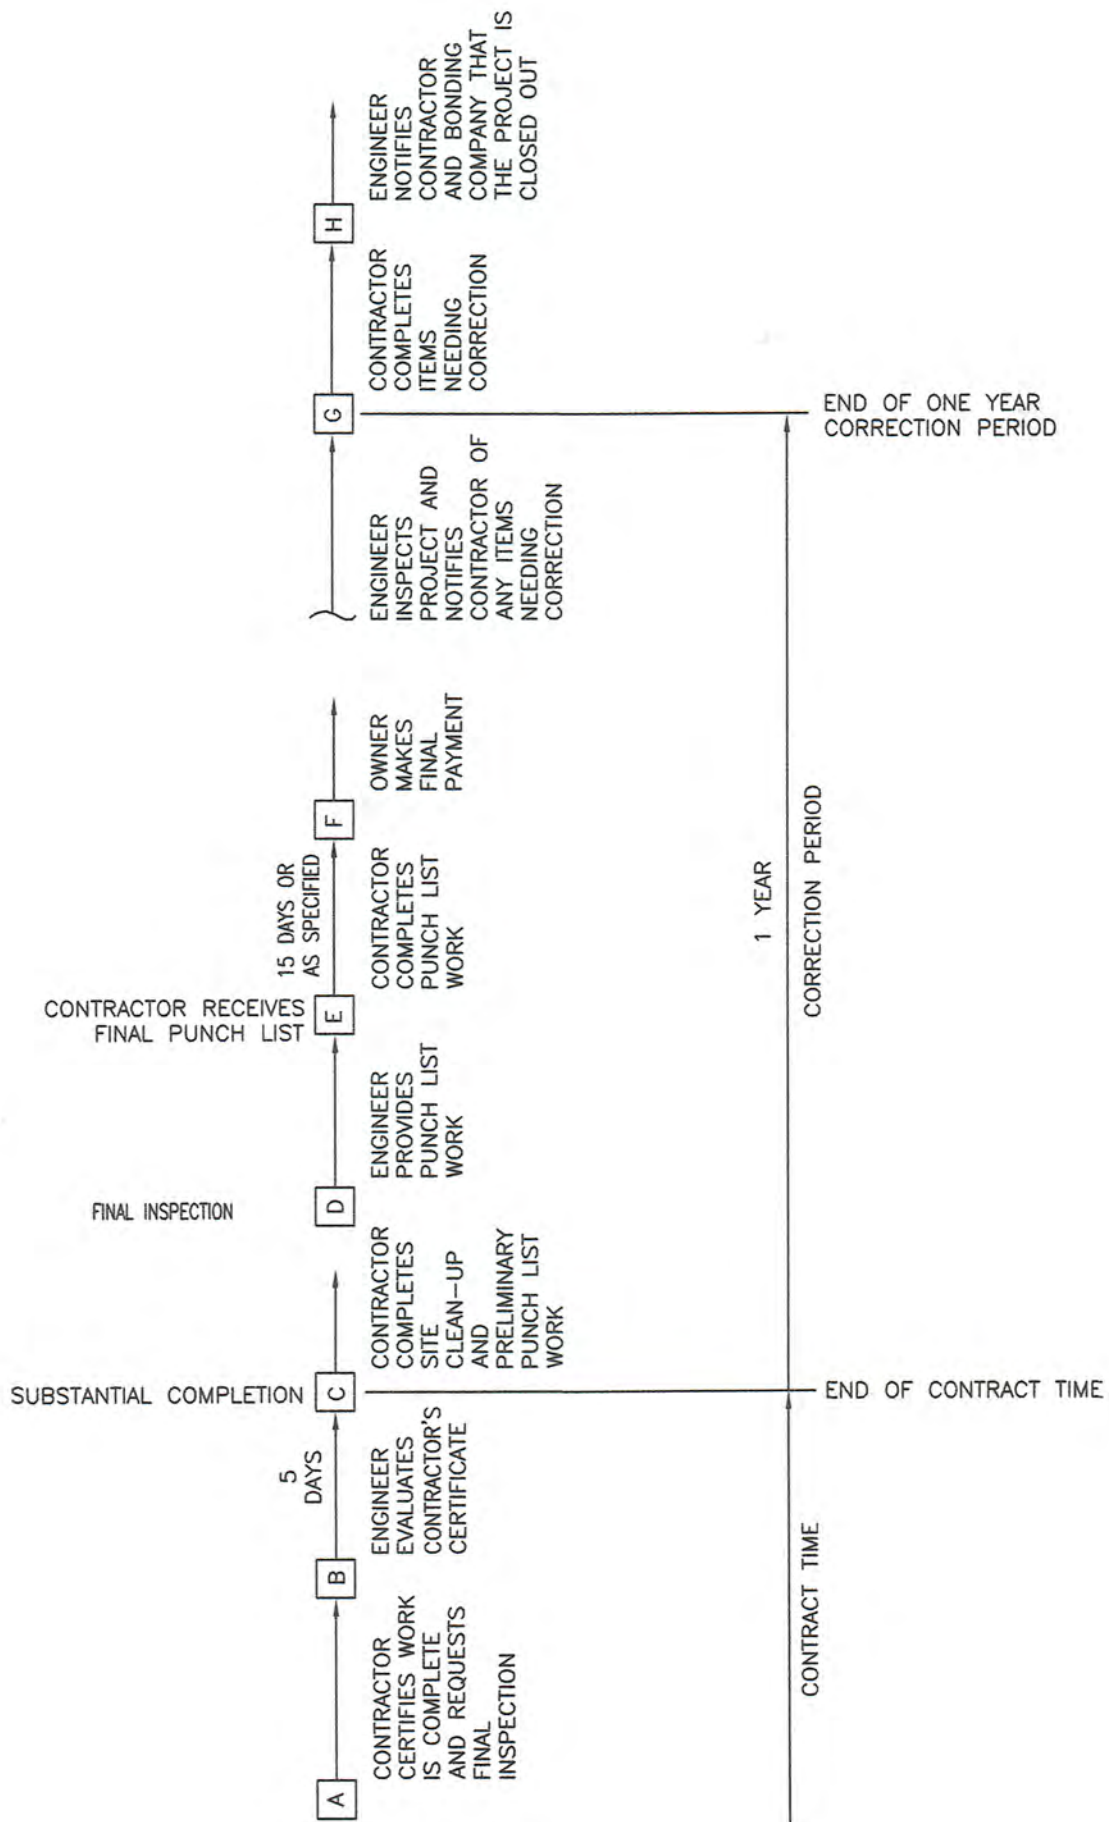 A
CONTRACTOR
CERTIFIES WORK
IS COMPLETE
AND REQUESTS
FINAL
INSPECTION
B
5
DAYS
ENGINEER
EVALUATES
CONTRACTOR'S
CERTIFICATE
SUBSTANTIAL COMPLETION
C
CONTRACTOR
COMPLETES
SITE
CLEAN-UP
AND
PRELIMINARY
PUNCH LIST
WORK
FINAL INSPECTION
D
ENGINEER
PROVIDES
PUNCH LIST
WORK
CONTRACTOR RECEIVES
FINAL PUNCH LIST
E
15 DAYS OR
AS SPECIFIED
CONTRACTOR
COMPLETES
PUNCH LIST
WORK
F
OWNER
MAKES
FINAL
PAYMENT
ENGINEER
INSPECTS
PROJECT AND
NOTIFIES
CONTRACTOR OF
ANY ITEMS
NEEDING
CORRECTION
G
CONTRACTOR
COMPLETES
ITEMS
NEEDING
CORRECTION
H
ENGINEER
NOTIFIES
CONTRACTOR
AND BONDING
COMPANY THAT
THE PROJECT IS
CLOSED OUT
CONTRACT TIME
END OF CONTRACT TIME
1 YEAR
CORRECTION PERIOD
END OF ONE YEAR
CORRECTION PERIOD